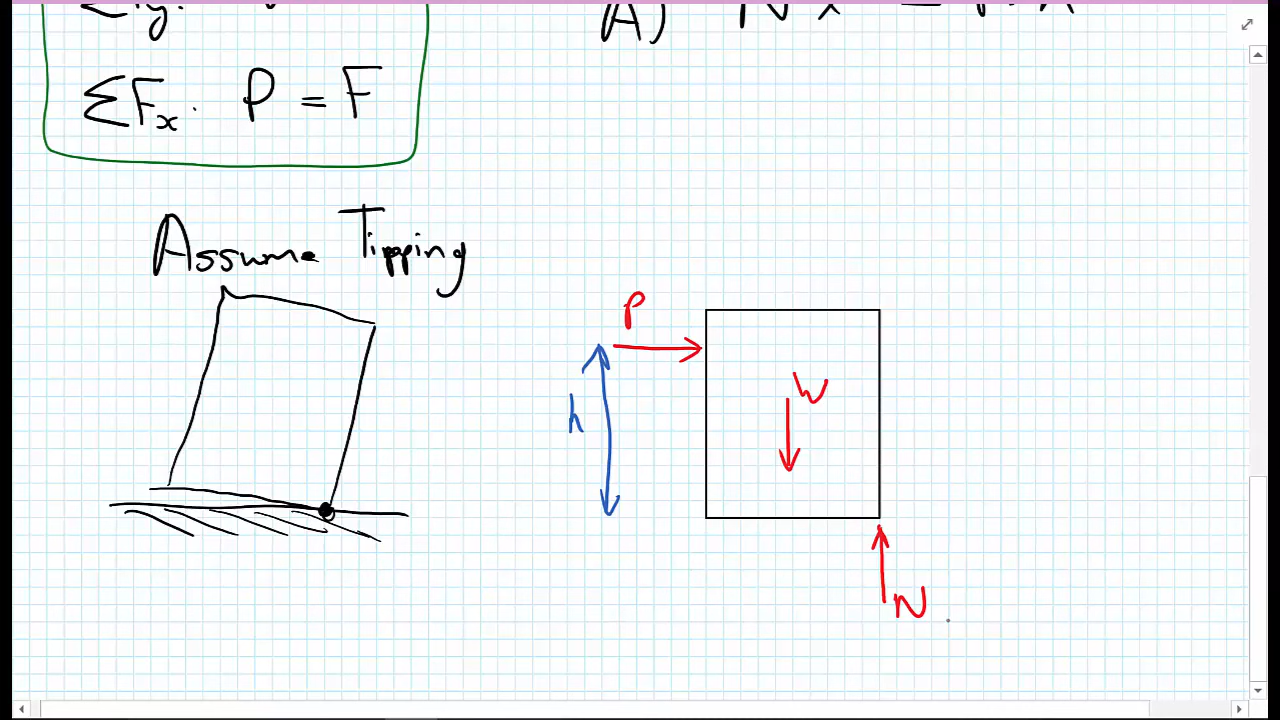 ΣFx: P = F
Assume Tipping
P
h
W
N